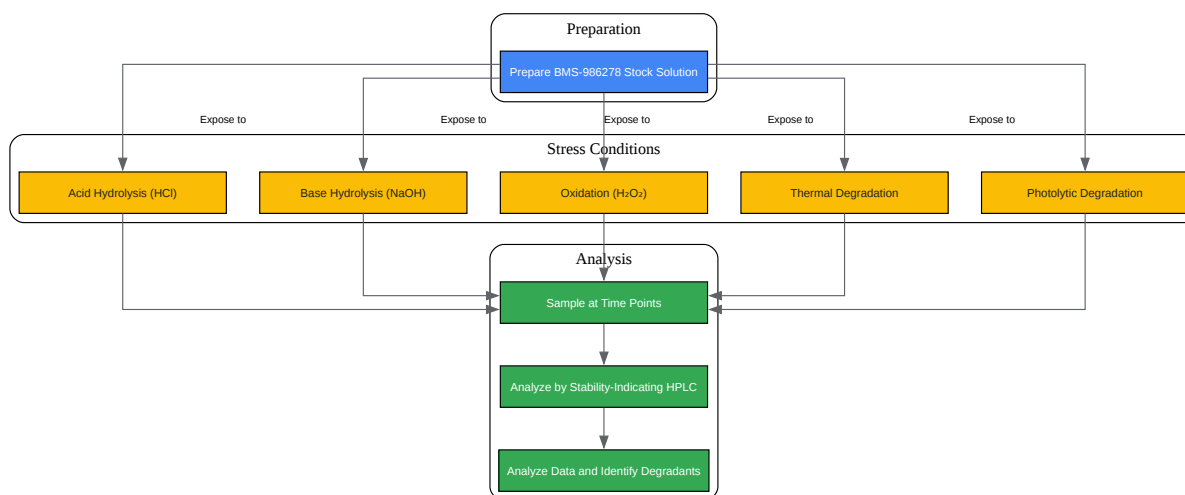 Preparation
Prepare BMS-986278 Stock Solution
Expose to
Expose to
Expose to
Expose to
Expose to
Stress Conditions
Acid Hydrolysis (HCl)
Base Hydrolysis (NaOH)
Oxidation (H₂O₂)
Thermal Degradation
Photolytic Degradation
Analysis
Sample at Time Points
Analyze by Stability-Indicating HPLC
Analyze Data and Identify Degradants